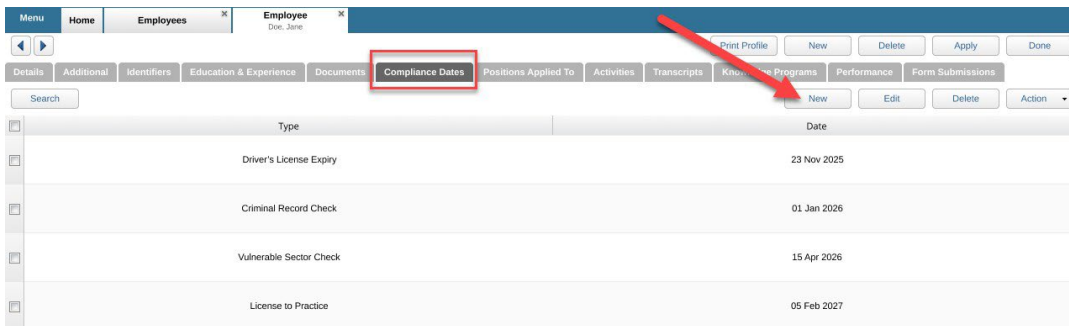 Menu Home Employees Employee
Doe, Jane
Print Profile New Delete Apply Done
Details Additional Identifiers Education & Experience Documents Compliance Dates Positions Applied To Activities Transcripts Programs Performance Form Submissions
Search New Edit Delete Action
Type Date
Driver's License Expiry 23 Nov 2025
Criminal Record Check 01 Jan 2026
Vulnerable Sector Check 15 Apr 2026
License to Practice 05 Feb 2027